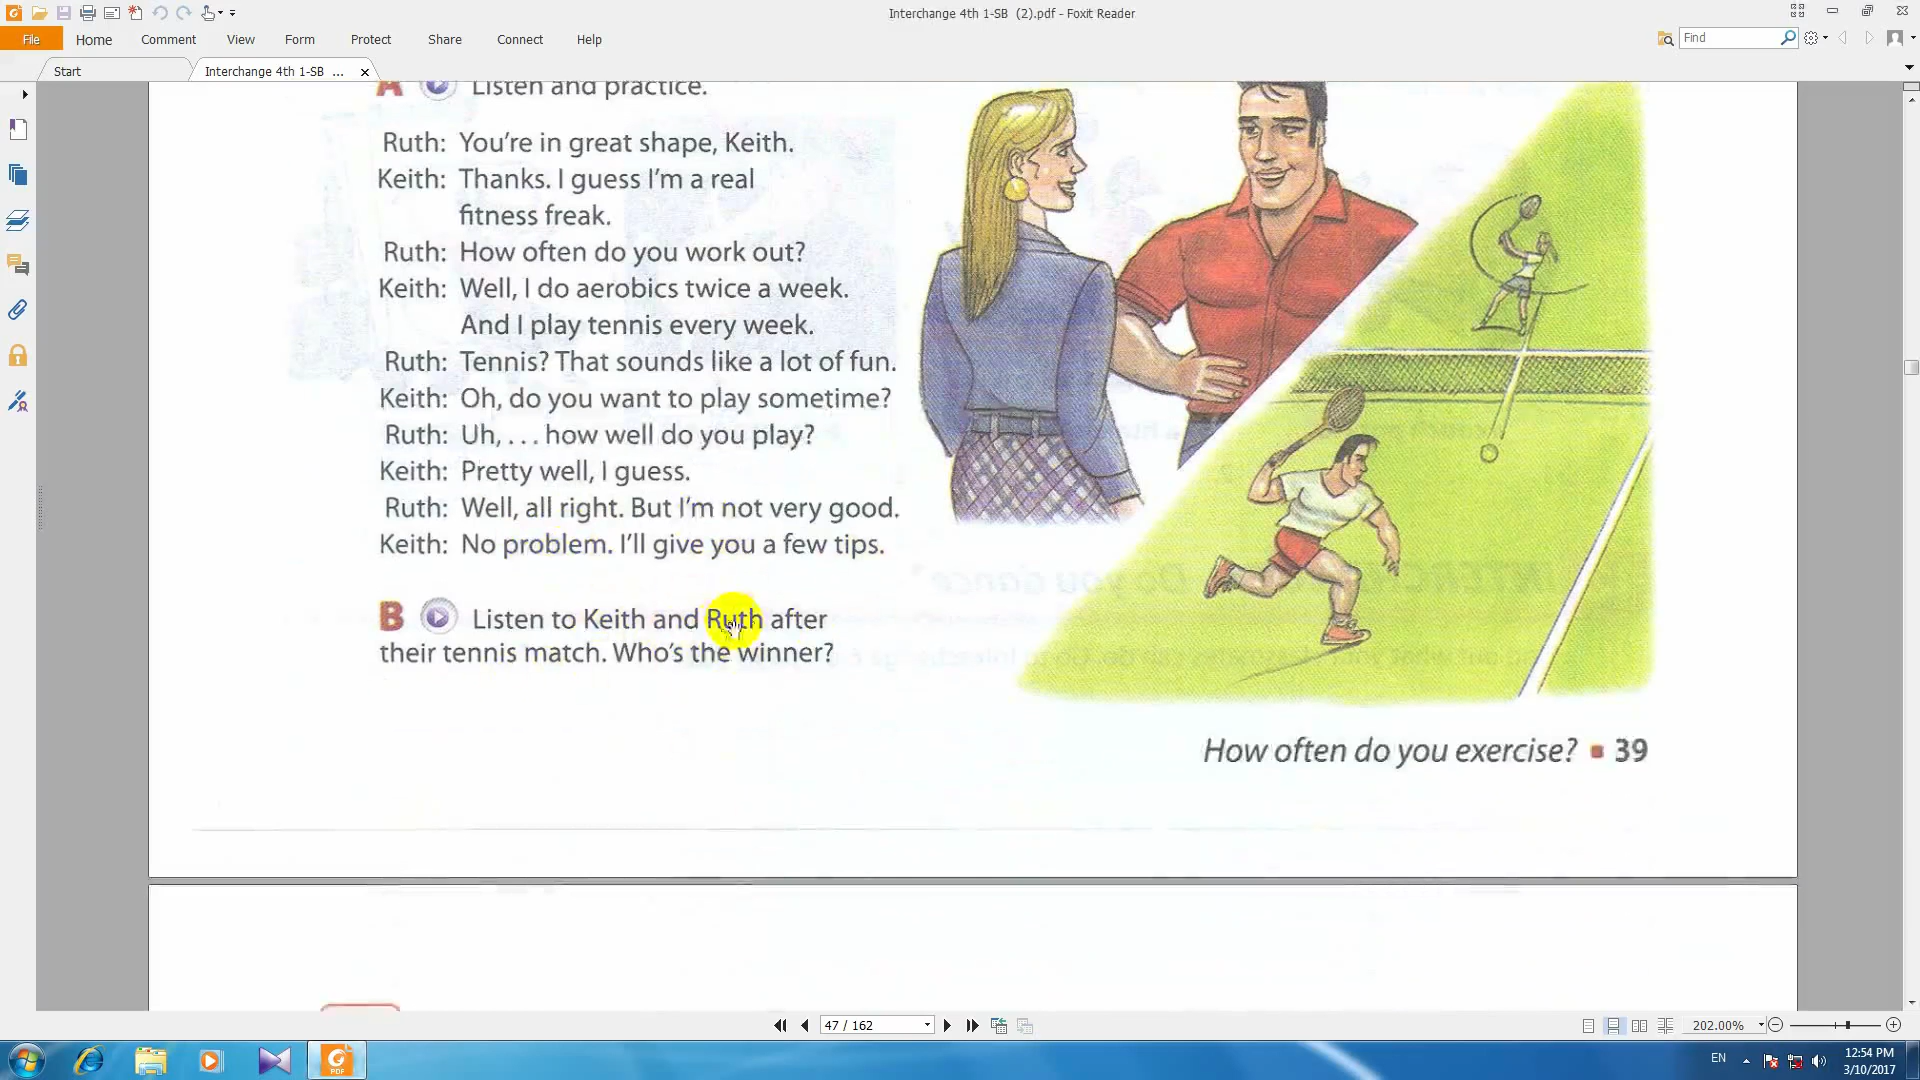 Interchange 4th 1-SB (2).pdf - Foxit Reader
File Home Comment View Form Protect Share Connect Help
Find
Start
Interchange 4th 1-SB ...
A Listen and practice.
Ruth: You're in great shape, Keith.
Keith: Thanks. I guess I'm a real
fitness freak.
Ruth: How often do you work out?
Keith: Well, I do aerobics twice a week.
And I play tennis every week.
Ruth: Tennis? That sounds like a lot of fun.
Keith: Oh, do you want to play sometime?
Ruth: Uh, . . . how well do you play?
Keith: Pretty well, I guess.
Ruth: Well, all right. But I'm not very good.
Keith: No problem. I'll give you a few tips.
B Listen to Keith and Ruth after
their tennis match. Who's the winner?
How often do you exercise? ▪ 39
47 / 162
202.00%
PDF
EN
12:54 PM
3/10/2017